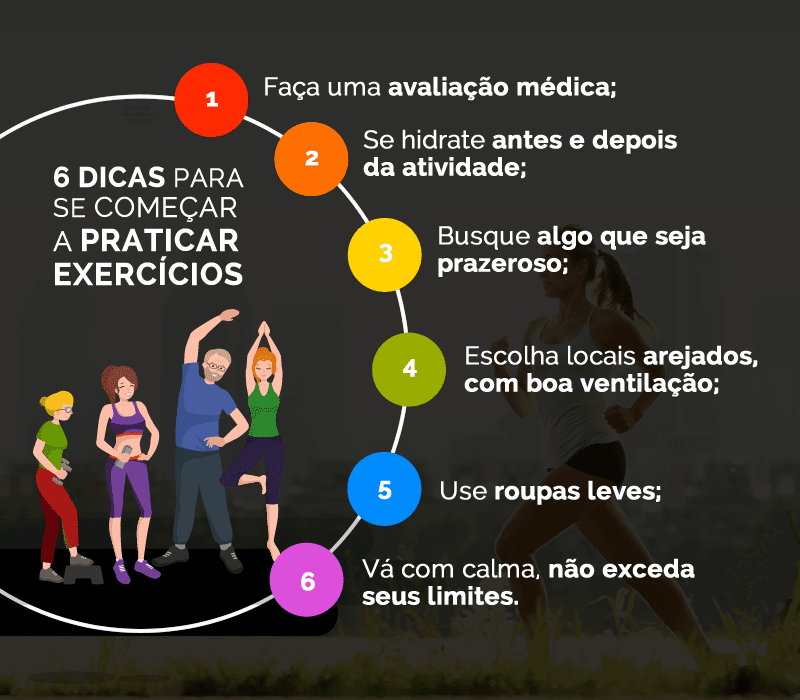 6 DICAS PARA
SE COMEÇAR
A PRATICAR
EXERCÍCIOS
1
Faça uma avaliação médica;
2
Se hidrate antes e depois
da atividade;
3
Busque algo que seja
prazeroso;
4
Escolha locais arejados,
com boa ventilação;
5
Use roupas leves;
6
Vá com calma, não exceda
seus limites.